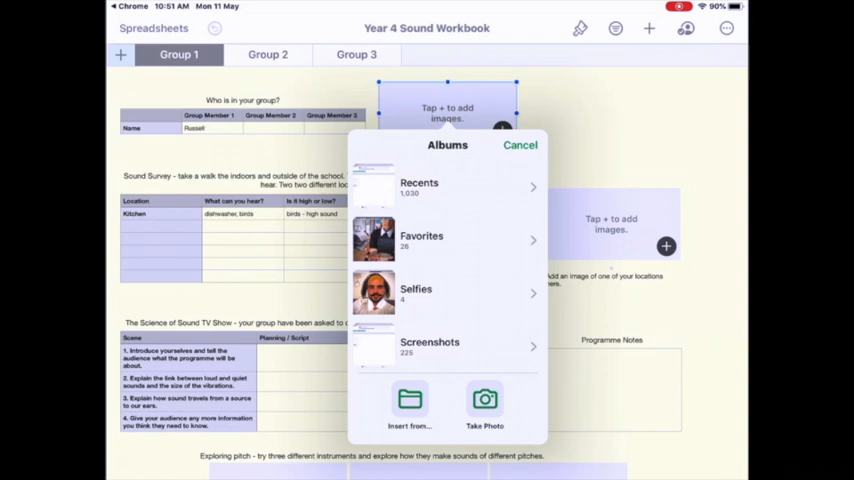 Chrome 10:51 AM Mon 11 May 90%
Spreadsheets Year 4 Sound Workbook
Group 1 Group 2 Group 3
Who is in your group?
Group Member 1 Group Member 2 Group Member 3
Name Russell
Tap + to add
images.
Albums Cancel
Recents
1,030
Favorites
26
Selfies
4
Screenshots
225
Insert from... Take Photo
Sound Survey - take a walk the indoors and outside of the school.
hear. Two two different loc
Location What can you hear? Is it high or low?
Kitchen dishwasher, birds birds - high sound
Tap + to add
images.
Add an image of one of your locations
here.
The Science of Sound TV Show - your group have been asked to
Scene Planning / Script
1. Introduce yourselves and tell the
audience what the programme will be
about.
2. Explain the link between loud and quiet
sounds and the size of the vibrations.
3. Explain how sound travels from a source
to our ears.
4. Give your audience any more information
you think they need to know.
Programme Notes
Exploring pitch - try three different instruments and explore how they make sounds of different pitches.